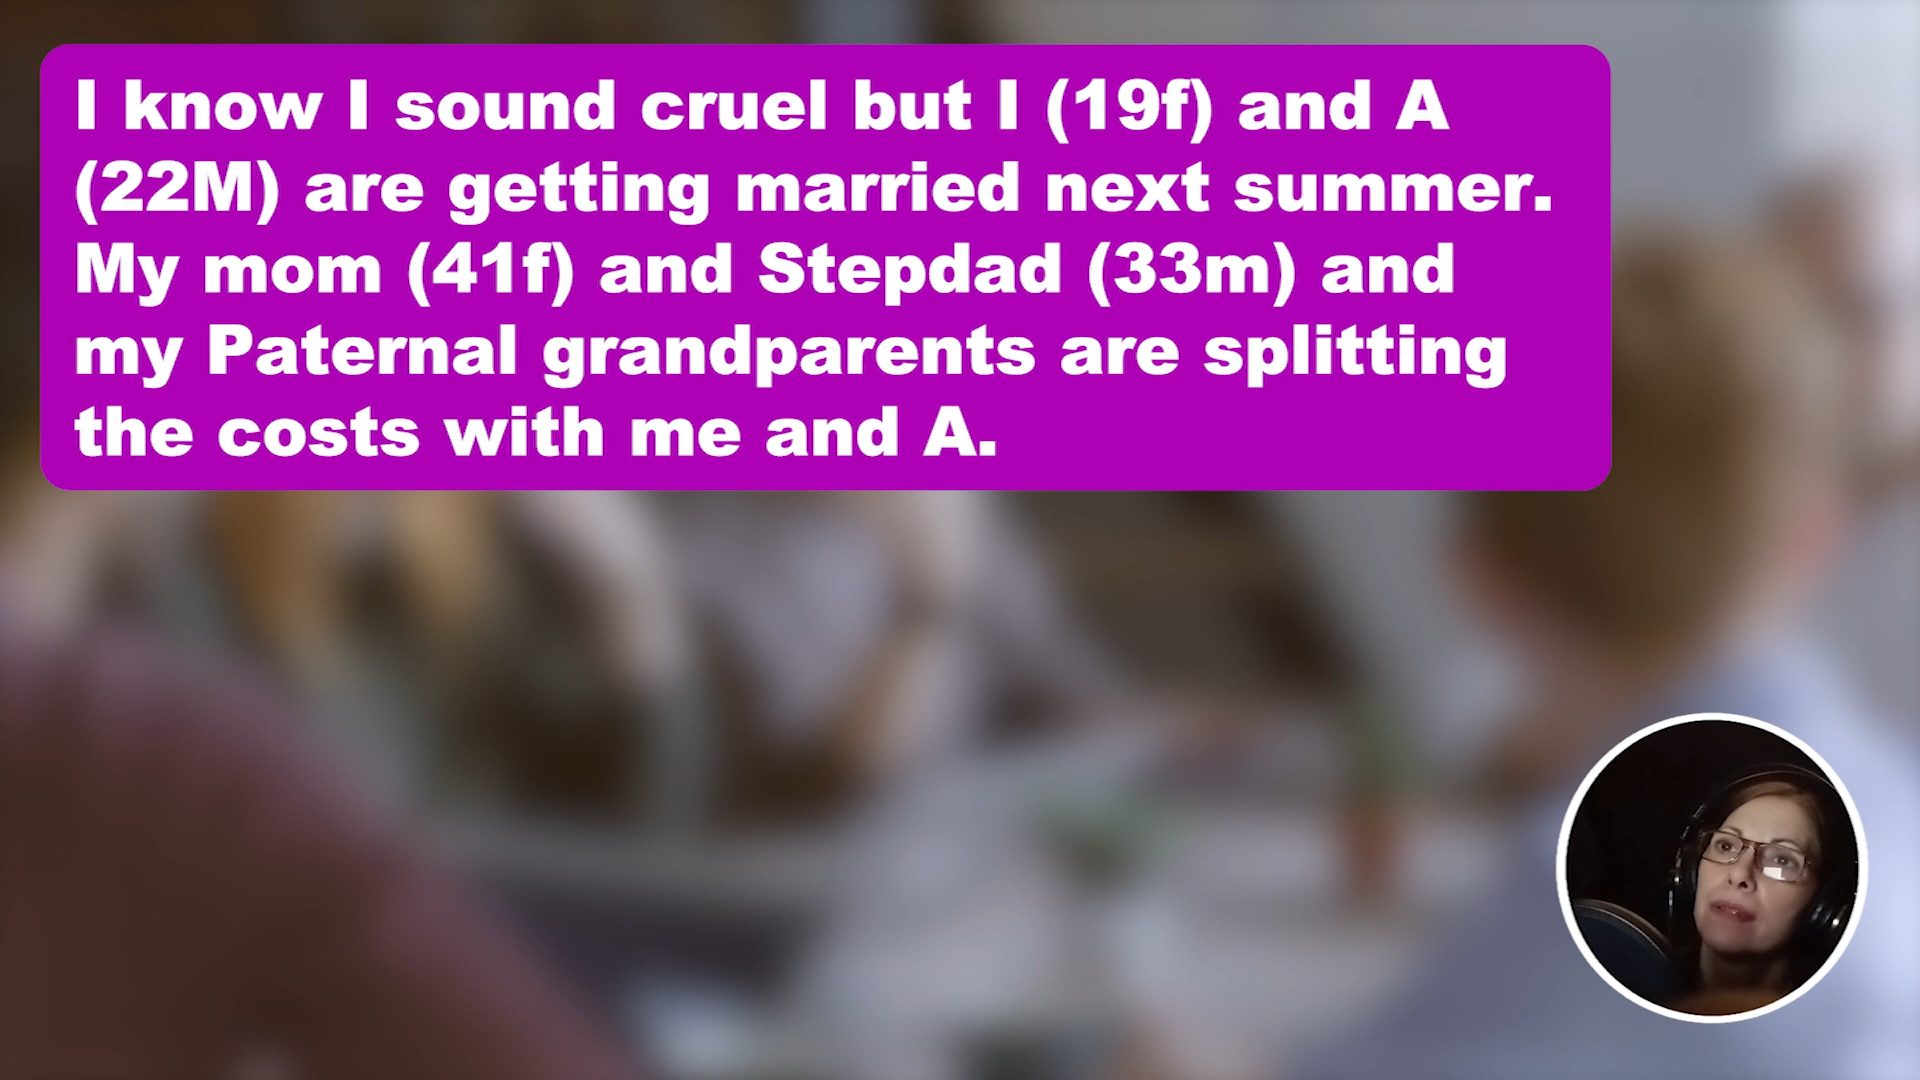 I know I sound cruel but I (19f) and A
(22M) are getting married next summer.
My mom (41f) and Stepdad (33m) and
my Paternal grandparents are splitting
the costs with me and A.